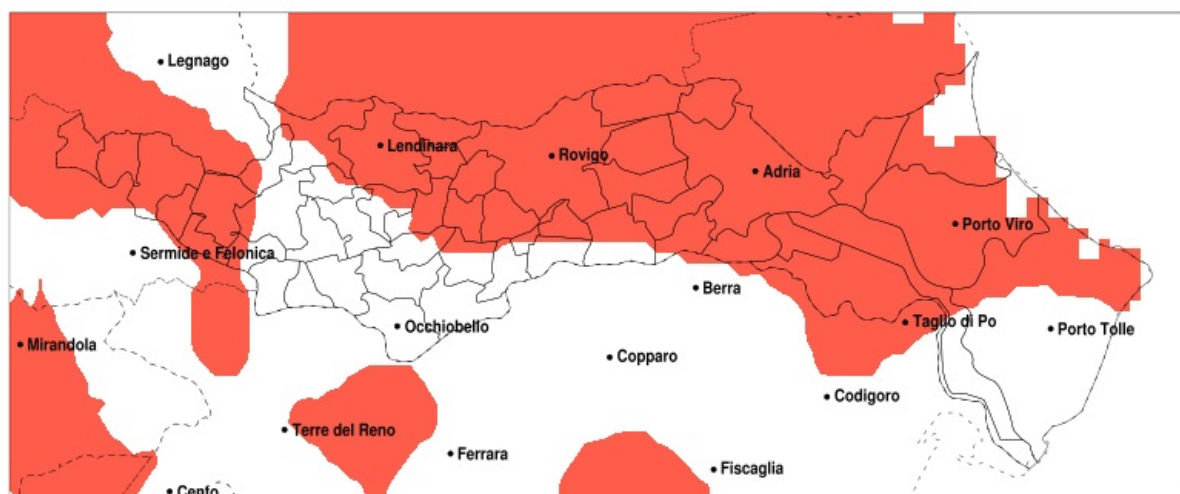 Legnago
Lendinara
Rovigo
Adria
Porto Viro
Sermide e Felonica
Berra
Occhiobello
Taglio di Po
Porto Tolle
Mirandola
Copparo
Codigoro
Terre del Reno
Ferrara
Fiscaglia
Cento